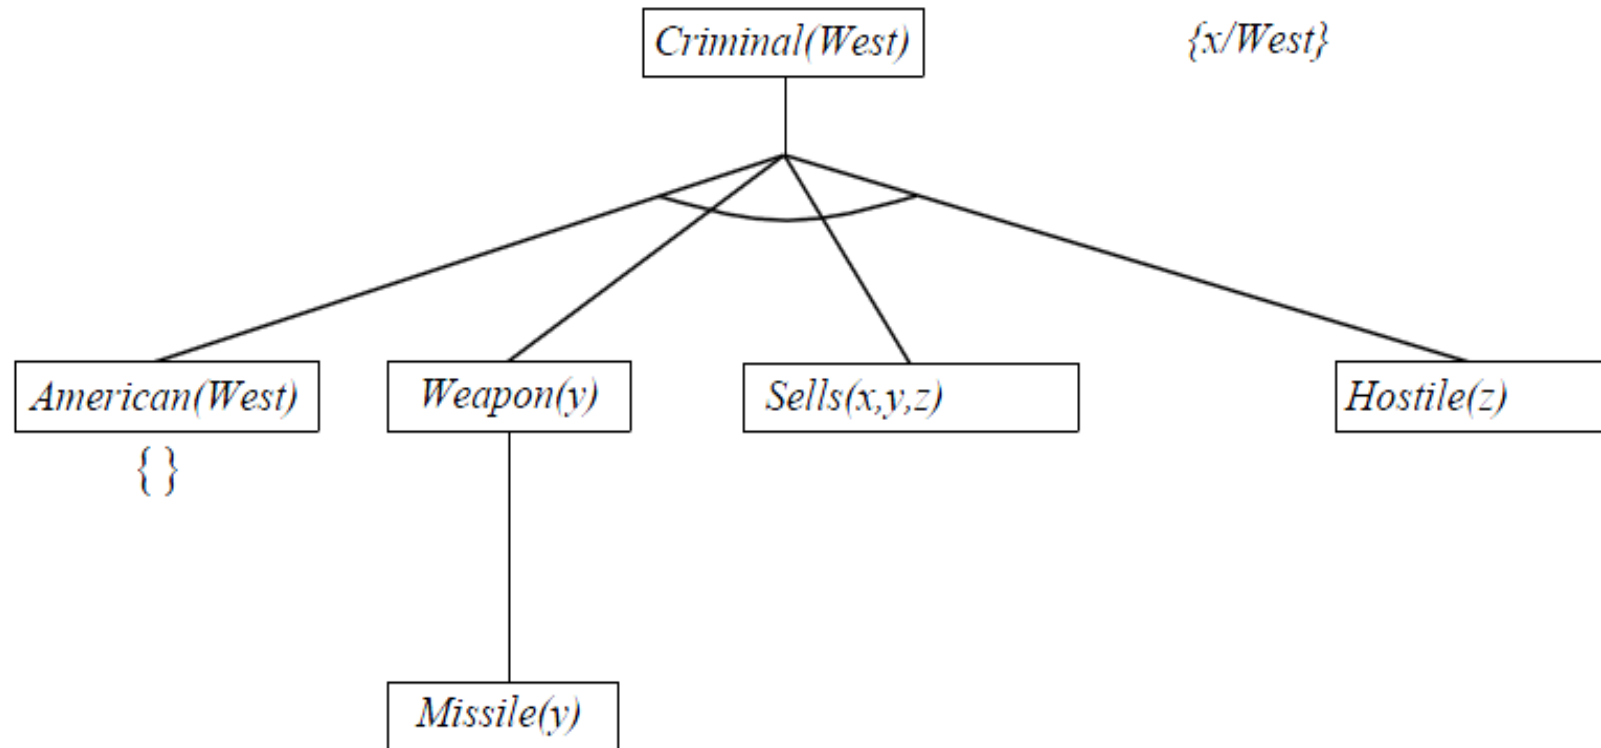 Criminal(West)
{x/West}
American(West)
Weapon(y)
Sells(x,y,z)
Hostile(z)
{ }
Missile(y)